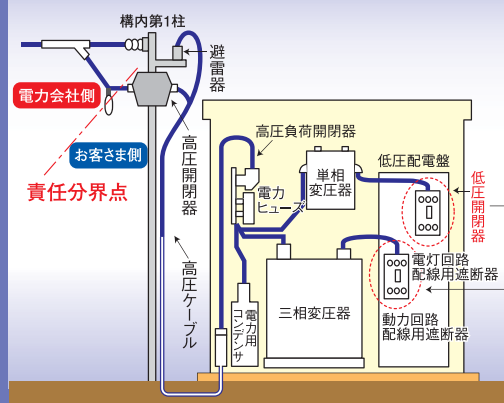 構内第1柱
避雷器
電力会社側
お客さま側
責任分界点
高圧開閉器
高圧ケーブル
高圧負荷開閉器
電力
ヒューズ
単相
変圧器
低圧配電盤
低圧開閉器
電灯回路
配線用遮断器
三相変圧器
電力用
コンデンサ
動力回路
配線用遮断器